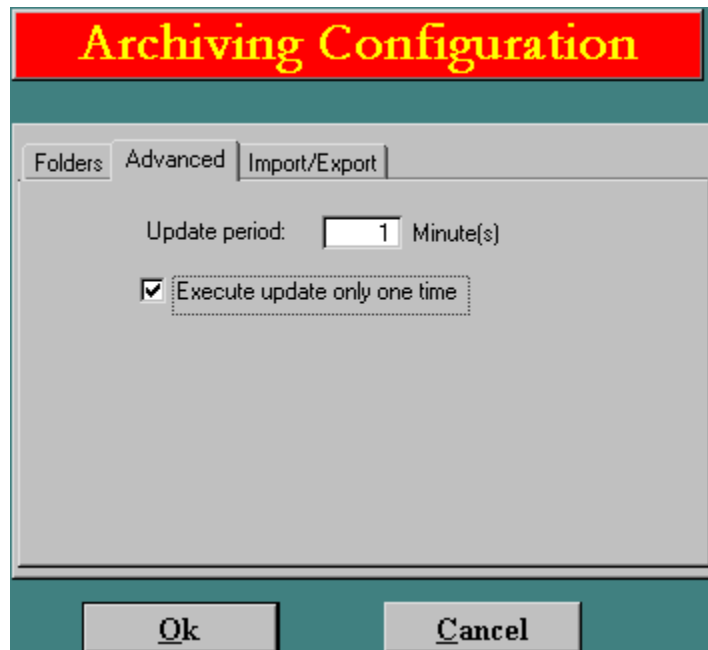 Archiving Configuration
Folders Advanced Import/Export
Update period: 1 Minute(s)
Execute update only one time
Ok Cancel